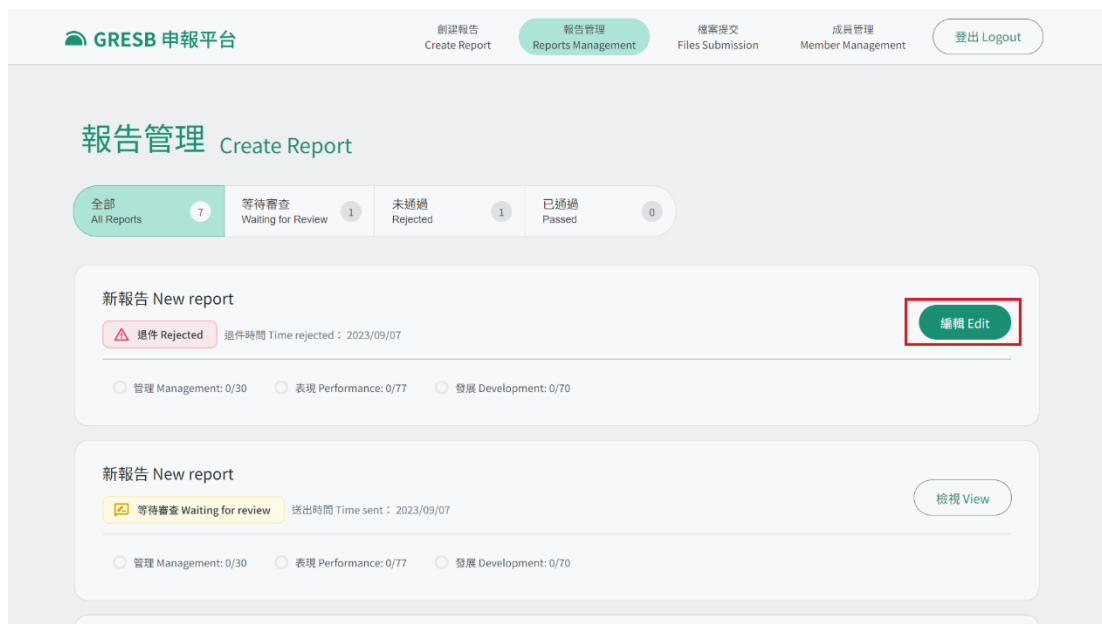 GRESB 申報平台
創建報告
Create Report
報告管理
Reports Management
檔案提交
Files Submission
成員管理
Member Management
登出 Logout
報告管理 Create Report
全部
All Reports
7
等待審查
Waiting for Review
1
未通過
Rejected
1
已通過
Passed
0
新報告 New report
退件 Rejected
退件時間 Time rejected： 2023/09/07
編輯 Edit
管理 Management: 0/30
表現 Performance: 0/77
發展 Development: 0/70
新報告 New report
等待審查 Waiting for review
送出時間 Time sent： 2023/09/07
檢視 View
管理 Management: 0/30
表現 Performance: 0/77
發展 Development: 0/70